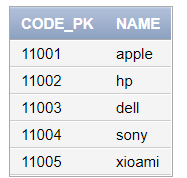 CODE_PK NAME
11001 apple
11002 hp
11003 dell
11004 sony
11005 xioami